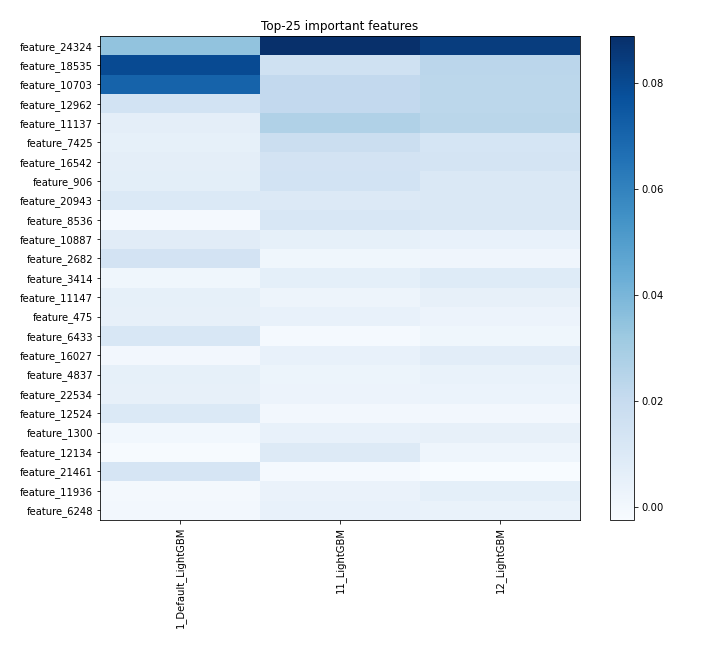 Top-25 important features
feature_24324
feature_18535
feature_10703
feature_12962
feature_11137
feature_7425
feature_16542
feature_906
feature_20943
feature_8536
feature_10887
feature_2682
feature_3414
feature_11147
feature_475
feature_6433
feature_16027
feature_4837
feature_22534
feature_12524
feature_1300
feature_12134
feature_21461
feature_11936
feature_6248
1_Default_LightGBM
11_LightGBM
12_LightGBM
0.08
0.06
0.04
0.02
0.00